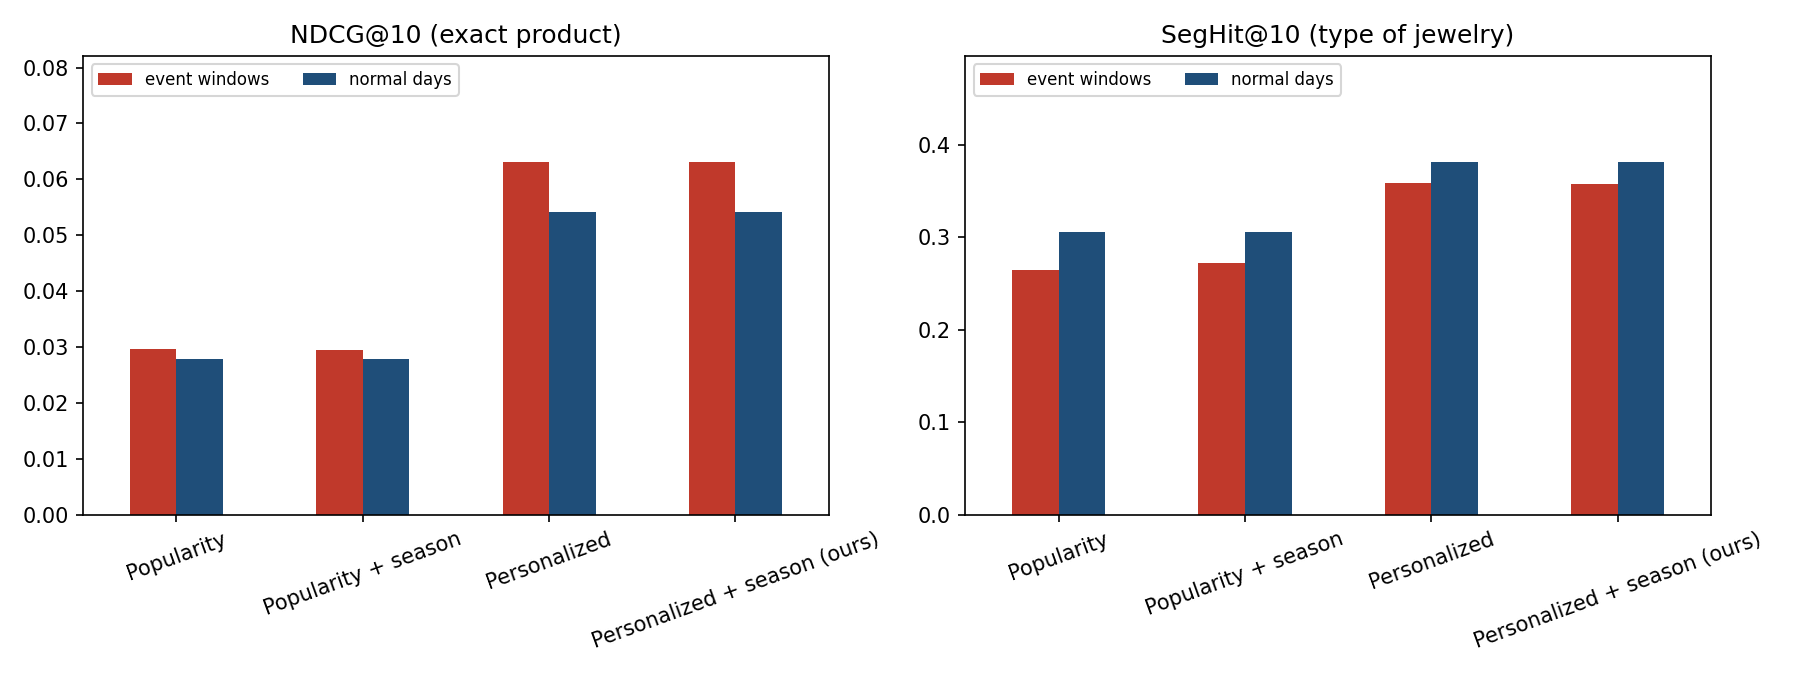 NDCG@10 (exact product)
event windows
normal days
0.08
0.07
0.06
0.05
0.04
0.03
0.02
0.01
0.00
Popularity
Popularity + season
Personalized
Personalized + season (ours)
SegHit@10 (type of jewelry)
event windows
normal days
0.4
0.3
0.2
0.1
0.0
Popularity
Popularity + season
Personalized
Personalized + season (ours)